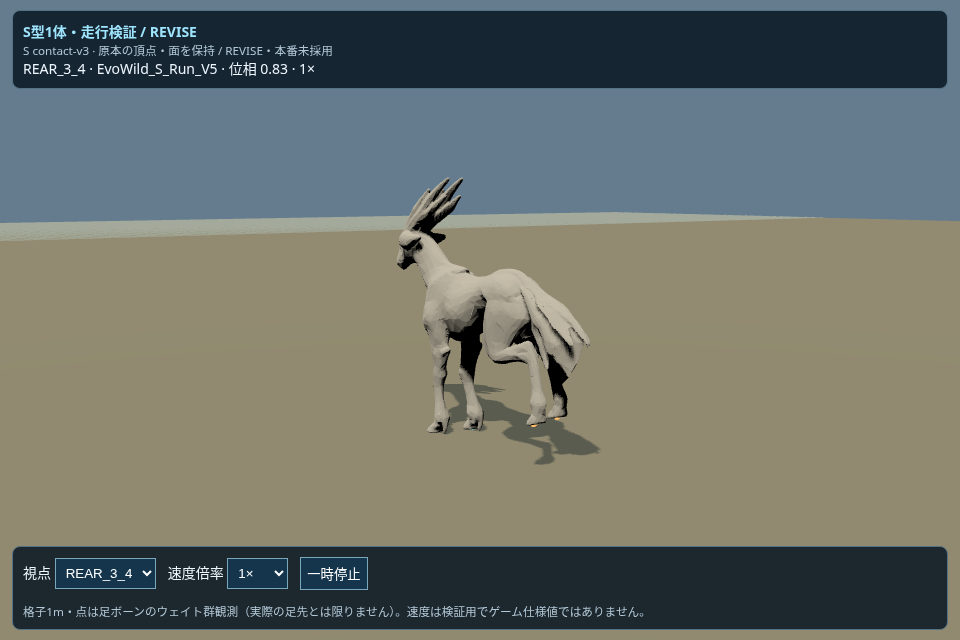 S型1体・走行検証 / REVISE
S contact-v3 · 原本の頂点・面を保持 / REVISE・本番未採用
REAR_3_4 · EvoWild_S_Run_V5 · 位相 0.83 · 1×
視点 REAR_3_4 速度倍率 1× 一時停止
格子1m・点は足ボーンのウェイト群観測（実際の足先とは限りません）。速度は検証用でゲーム仕様値ではありません。